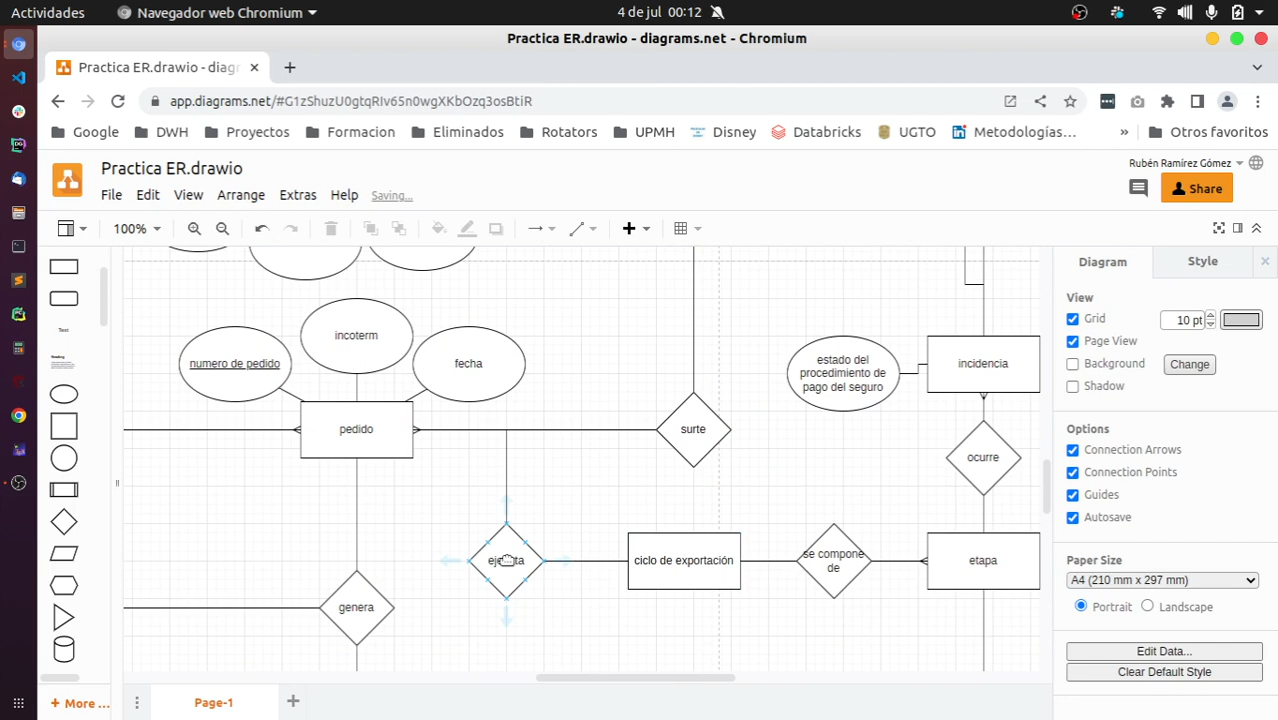 Actividades
Navegador web Chromium
4 de jul 00:12
Practica ER.drawio - diagrams.net - Chromium
Practica ER.drawio - diagr
app.diagrams.net/#G1zShuzU0gtqRIv65n0wgXKbOzq3osBtiR
Google
DWH
Proyectos
Formacion
Eliminados
Rotators
UPMH
Disney
Databricks
UGTO
Metodologías...
»
Otros favoritos
Practica ER.drawio
Rubén Ramírez Gómez
File Edit View Arrange Extras Help Saving...
Share
100%
Diagram
Style
Text
Heading
View
Grid
10 pt
Page View
Background
Change
Shadow
Options
Connection Arrows
Connection Points
Guides
Autosave
Paper Size
A4 (210 mm x 297 mm)
Portrait
Landscape
Edit Data...
Clear Default Style
incoterm
numero de pedido
fecha
estado del
procedimiento de
pago del seguro
incidencia
pedido
surte
ocurre
ciclo de exportación
se compone
de
etapa
genera
+ More ...
Page-1